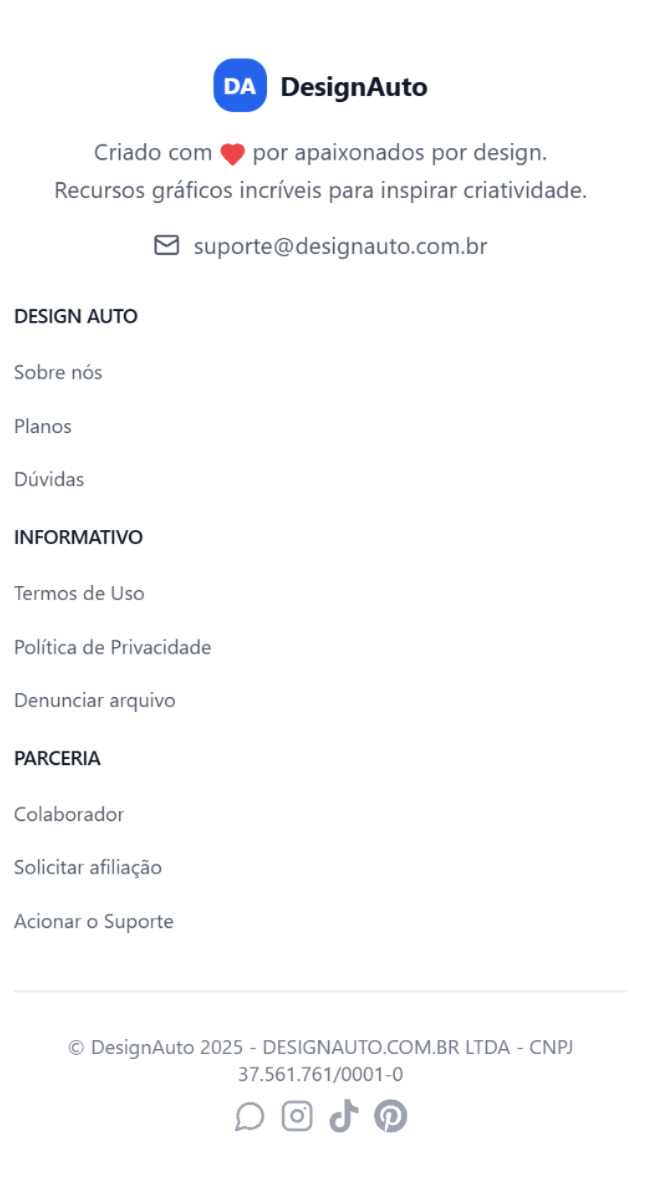 DA DesignAuto
Criado com ❤ por apaixonados por design.
Recursos gráficos incríveis para inspirar criatividade.
suporte@designauto.com.br
DESIGN AUTO
Sobre nós
Planos
Dúvidas
INFORMATIVO
Termos de Uso
Política de Privacidade
Denunciar arquivo
PARCERIA
Colaborador
Solicitar afiliação
Acionar o Suporte
© DesignAuto 2025 - DESIGNAUTO.COM.BR LTDA - CNPJ
37.561.761/0001-0